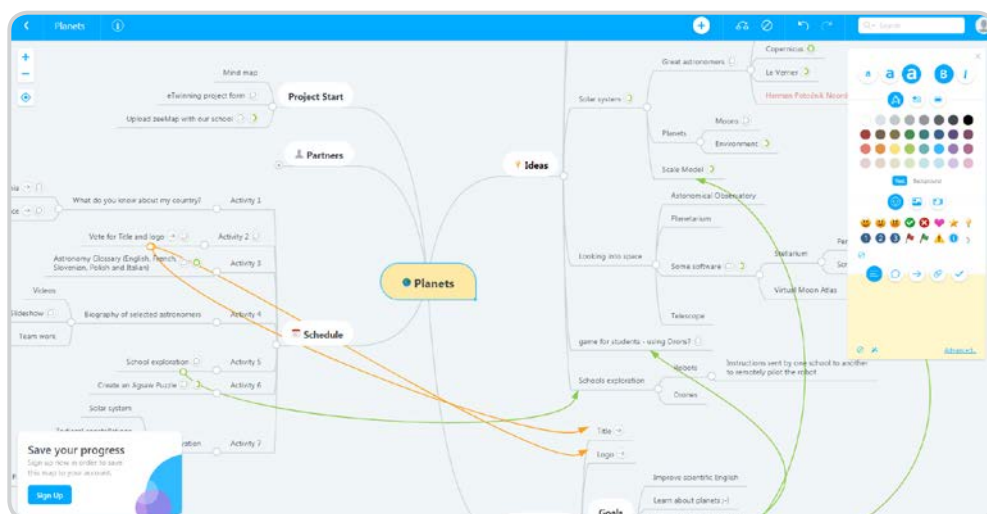 Planets
Search
Mind map
eTwinning project form
Upload zeeMap with our school
Project Start
Partners
What do you know about my country?
Activity 1
Vote for Title and logo
Activity 2
Astronomy Glossary (English, French,
Slovenian, Polish and Italian)
Activity 3
Videos
Slideshow
Team work
Biography of selected astronomers
Activity 4
Schedule
School exploration
Activity 5
Create an Jigsaw Puzzle
Activity 6
Solar system
Activity 7
Planets
Ideas
Solar system
Great astronomers
Copernicus
Le Verrier
Planets
Moons
Environment
Scale Model
Looking into space
Astronomical Observatory
Planetarium
Some software
Stellarium
Virtual Moon Atlas
Telescope
game for students - using Drons?
Schools exploration
Robots
Instructions sent by one school to another
to remotely pilot the robot
Drones
Title
Logo
Goals
Improve scientific English
Learn about planets ;-)
a a a B I
Text Background
1 2 3
Advanced...
Save your progress
Sign up now in order to save
this map to your account.
Sign Up